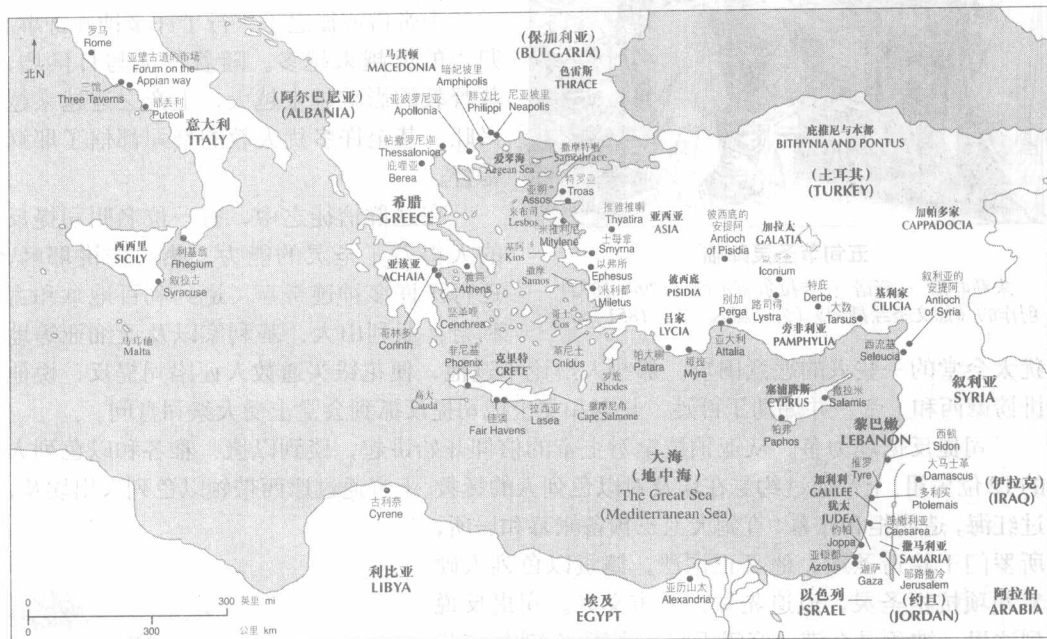 罗马
Rome
北N
亚望古道的市场
Forum on the
Appian way
三馆
Three Taverns
部丢利
Puteoli
意大利
ITALY
西西里
SICILY
利基翁
Rhegium
叙拉古
Syracuse
马耳他
Malta
(阿尔巴尼亚)
(ALBANIA)
马其顿
MACEDONIA
(保加利亚)
(BULGARIA)
色雷斯
THRACE
暗妃坡里
Amphipolis
亚波罗尼亚
Apollonia
腓立比
Philippi
尼亚坡里
Neapolis
帖撒罗尼迦
Thessalonica
庇哩亚
Berea
爱琴海
Aegean Sea
撒摩特喇
Samothrace
希腊
GREECE
亚朔
Assos
特罗亚
Troas
Lesbos
米推利尼
Mitylene
推雅推喇
Thyatira
士每拿
Smyrna
基阿
Kios
以弗所
Ephesus
撒摩
Samos
米利都
Miletus
亚该亚
ACHAIA
雅典
Athens
坚革哩
Cenchrea
哥林多
Corinth
哥士
Cos
革尼土
Cnidus
罗底
Rhodes
非尼基
Phoenix
克里特
CRETE
高大
Cauda
佳澳
Fair Havens
拉西亚
Lasea
撒摩尼角
Cape Salmone
庇推尼与本都
BITHYNIA AND PONTUS
(土耳其)
(TURKEY)
亚西亚
ASIA
彼西底的
安提阿
Antioch
of Pisidia
加拉太
GALATIA
加帕多家
CAPPADOCIA
以哥念
Iconium
彼西底
PISIDIA
特庇
Derbe
路司得
Lystra
大数
Tarsus
基利家
CILICIA
叙利亚的
安提阿
Antioch
of Syria
吕家
LYCIA
别加
Perga
亚大利
Attalia
旁非利亚
PAMPHYLIA
帕大喇
Patara
每拉
Myra
西流基
Seleucia
塞浦路斯
CYPRUS
撒拉米
Salamis
帕弗
Paphos
叙利亚
SYRIA
黎巴嫩
LEBANON
西顿
Sidon
推罗
Tyre
大马士革
Damascus
(伊拉克)
(IRAQ)
加利利
GALILEE
多利买
Ptolemais
犹太
JUDEA
该撒利亚
Caesarea
约帕
Joppa
撒马利亚
SAMARIA
亚锁都
Azotus
迦萨
Gaza
耶路撒冷
Jerusalem
以色列
ISRAEL
(约旦)
(JORDAN)
阿拉伯
ARABIA
大海
(地中海)
The Great Sea
(Mediterranean Sea)
古利奈
Cyrene
利比亚
LIBYA
埃及
EGYPT
亚历山太
Alexandria
0 300 英里 mi
0 300 公里 km